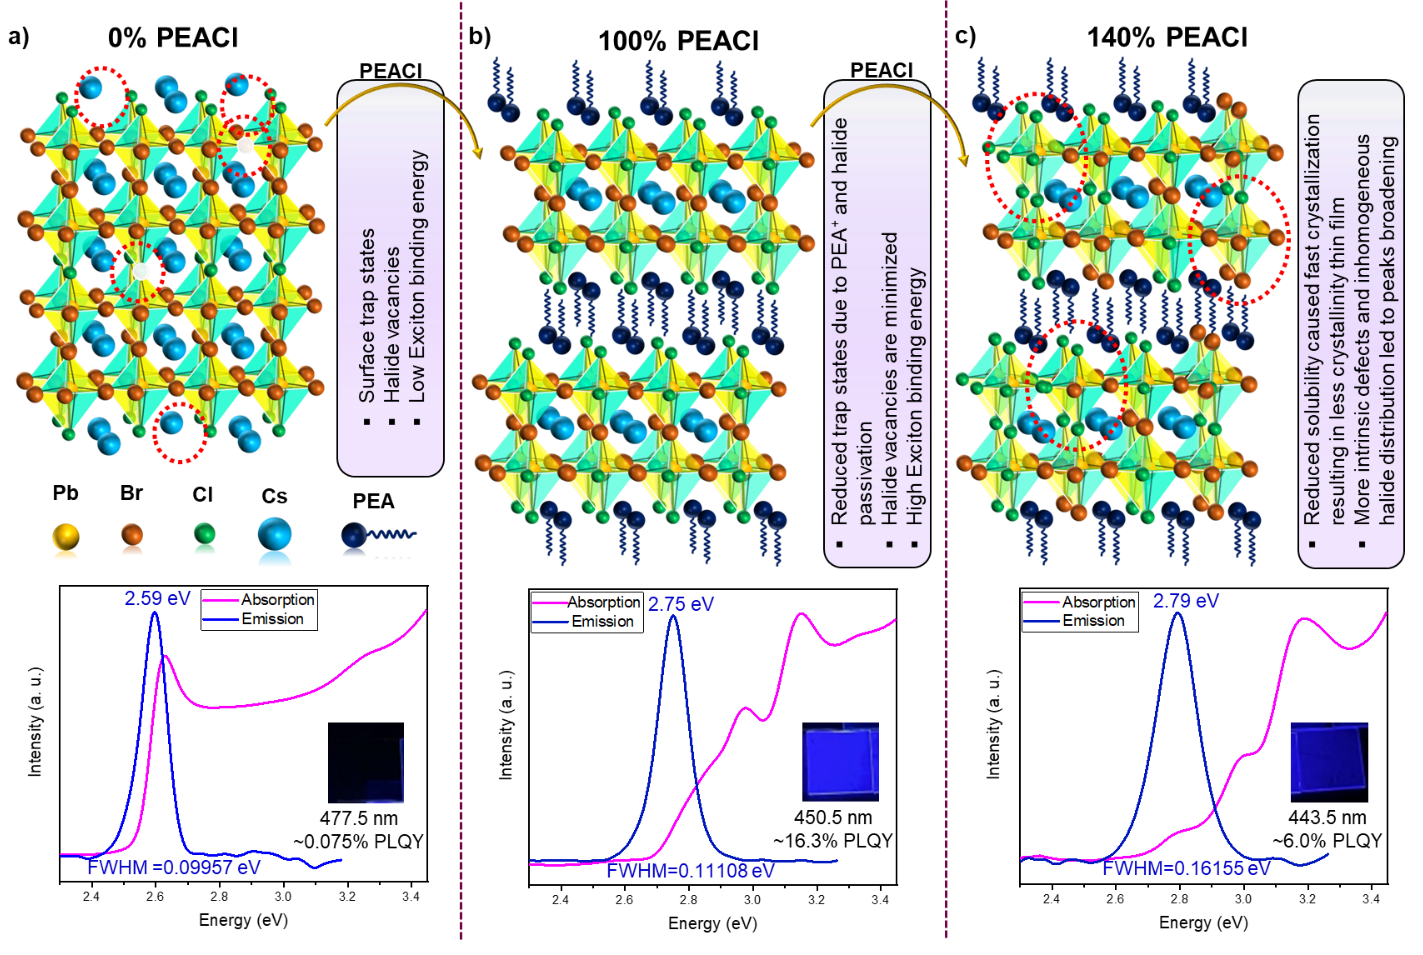 a)
0% PEACl
PEACl
Surface trap states
Halide vacancies
Low Exciton binding energy
Pb
Br
Cl
Cs
PEA
2.59 eV
Absorption
Emission
Intensity (a. u.)
477.5 nm
~0.075% PLQY
FWHM =0.09957 eV
2.4
2.6
2.8
3.0
3.2
3.4
Energy (eV)
b)
100% PEACl
PEACl
Reduced trap states due to PEA⁺ and halide
passivation
Halide vacancies are minimized
High Exciton binding energy
Absorption
Emission
2.75 eV
Intensity (a. u.)
450.5 nm
~16.3% PLQY
FWHM=0.11108 eV
2.4
2.6
2.8
3.0
3.2
3.4
Energy (eV)
c)
140% PEACl
Reduced solubility caused fast crystallization
resulting in less crystallinity thin film
More intrinsic defects and inhomogeneous
halide distribution led to peaks broadening
Absorption
Emission
2.79 eV
Intensity (a. u.)
443.5 nm
~6.0% PLQY
FWHM=0.16155 eV
2.4
2.6
2.8
3.0
3.2
3.4
Energy (eV)